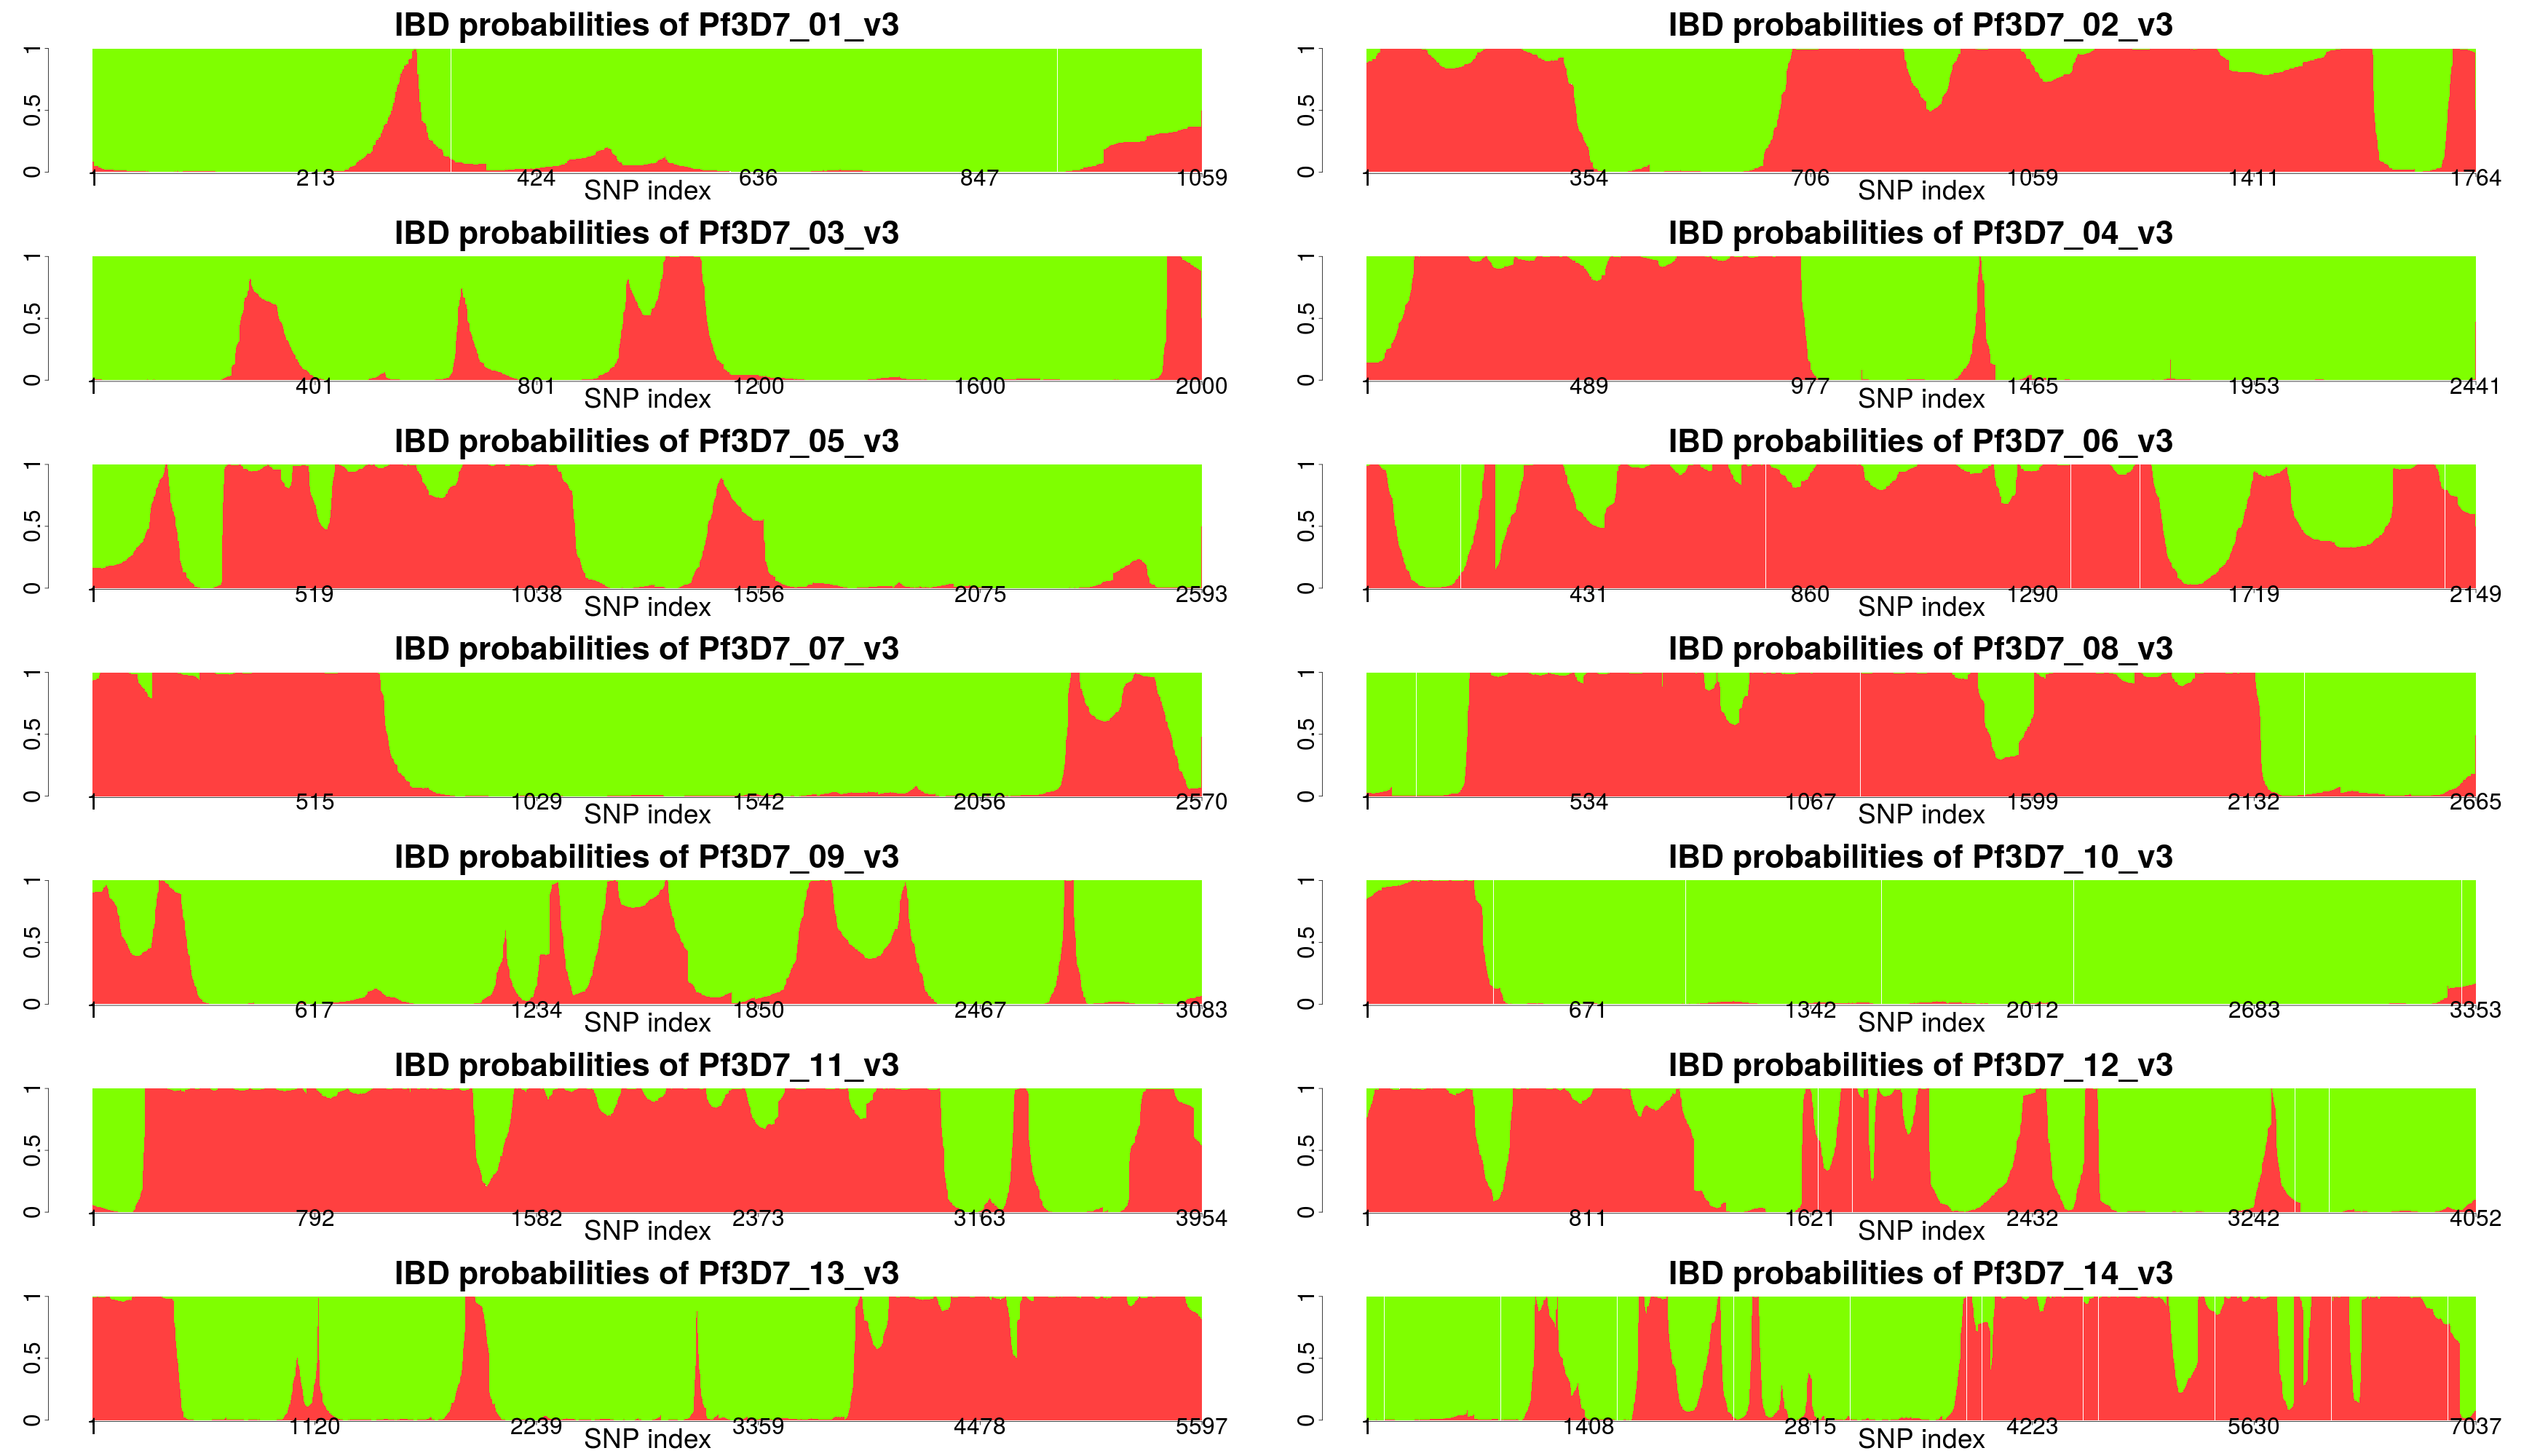 IBD probabilities of Pf3D7_01_v3
0 0.5 1
1 213 424 636 847 1059
SNP index
IBD probabilities of Pf3D7_02_v3
0 0.5 1
1 354 706 1059 1411 1764
SNP index
IBD probabilities of Pf3D7_03_v3
0 0.5 1
1 401 801 1200 1600 2000
SNP index
IBD probabilities of Pf3D7_04_v3
0 0.5 1
1 489 977 1465 1953 2441
SNP index
IBD probabilities of Pf3D7_05_v3
0 0.5 1
1 519 1038 1556 2075 2593
SNP index
IBD probabilities of Pf3D7_06_v3
0 0.5 1
1 431 860 1290 1719 2149
SNP index
IBD probabilities of Pf3D7_07_v3
0 0.5 1
1 515 1029 1542 2056 2570
SNP index
IBD probabilities of Pf3D7_08_v3
0 0.5 1
1 534 1067 1599 2132 2665
SNP index
IBD probabilities of Pf3D7_09_v3
0 0.5 1
1 617 1234 1850 2467 3083
SNP index
IBD probabilities of Pf3D7_10_v3
0 0.5 1
1 671 1342 2012 2683 3353
SNP index
IBD probabilities of Pf3D7_11_v3
0 0.5 1
1 792 1582 2373 3163 3954
SNP index
IBD probabilities of Pf3D7_12_v3
0 0.5 1
1 811 1621 2432 3242 4052
SNP index
IBD probabilities of Pf3D7_13_v3
0 0.5 1
1 1120 2239 3359 4478 5597
SNP index
IBD probabilities of Pf3D7_14_v3
0 0.5 1
1 1408 2815 4223 5630 7037
SNP index